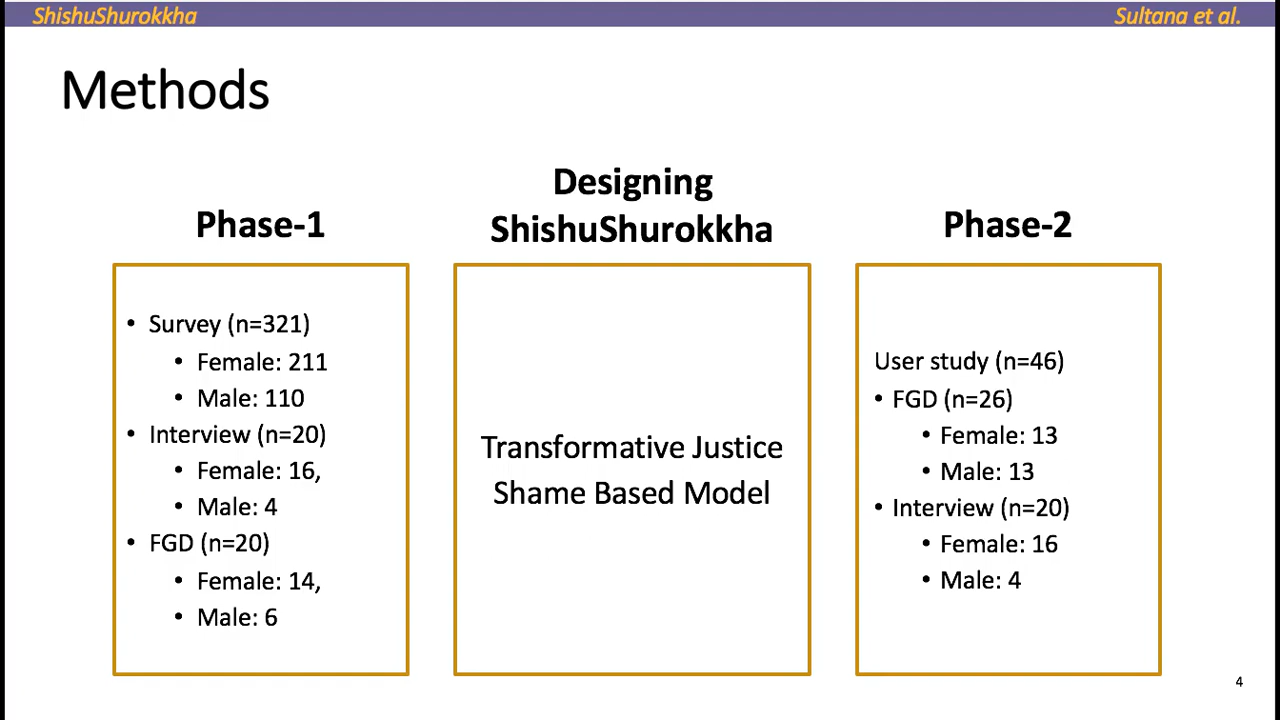 ShishuShurokkha
Sultana et al.
Methods
Phase-1
• Survey (n=321)
• Female: 211
• Male: 110
• Interview (n=20)
• Female: 16,
• Male: 4
• FGD (n=20)
• Female: 14,
• Male: 6
Designing
ShishuShurokkha
Transformative Justice
Shame Based Model
Phase-2
User study (n=46)
• FGD (n=26)
• Female: 13
• Male: 13
• Interview (n=20)
• Female: 16
• Male: 4
4